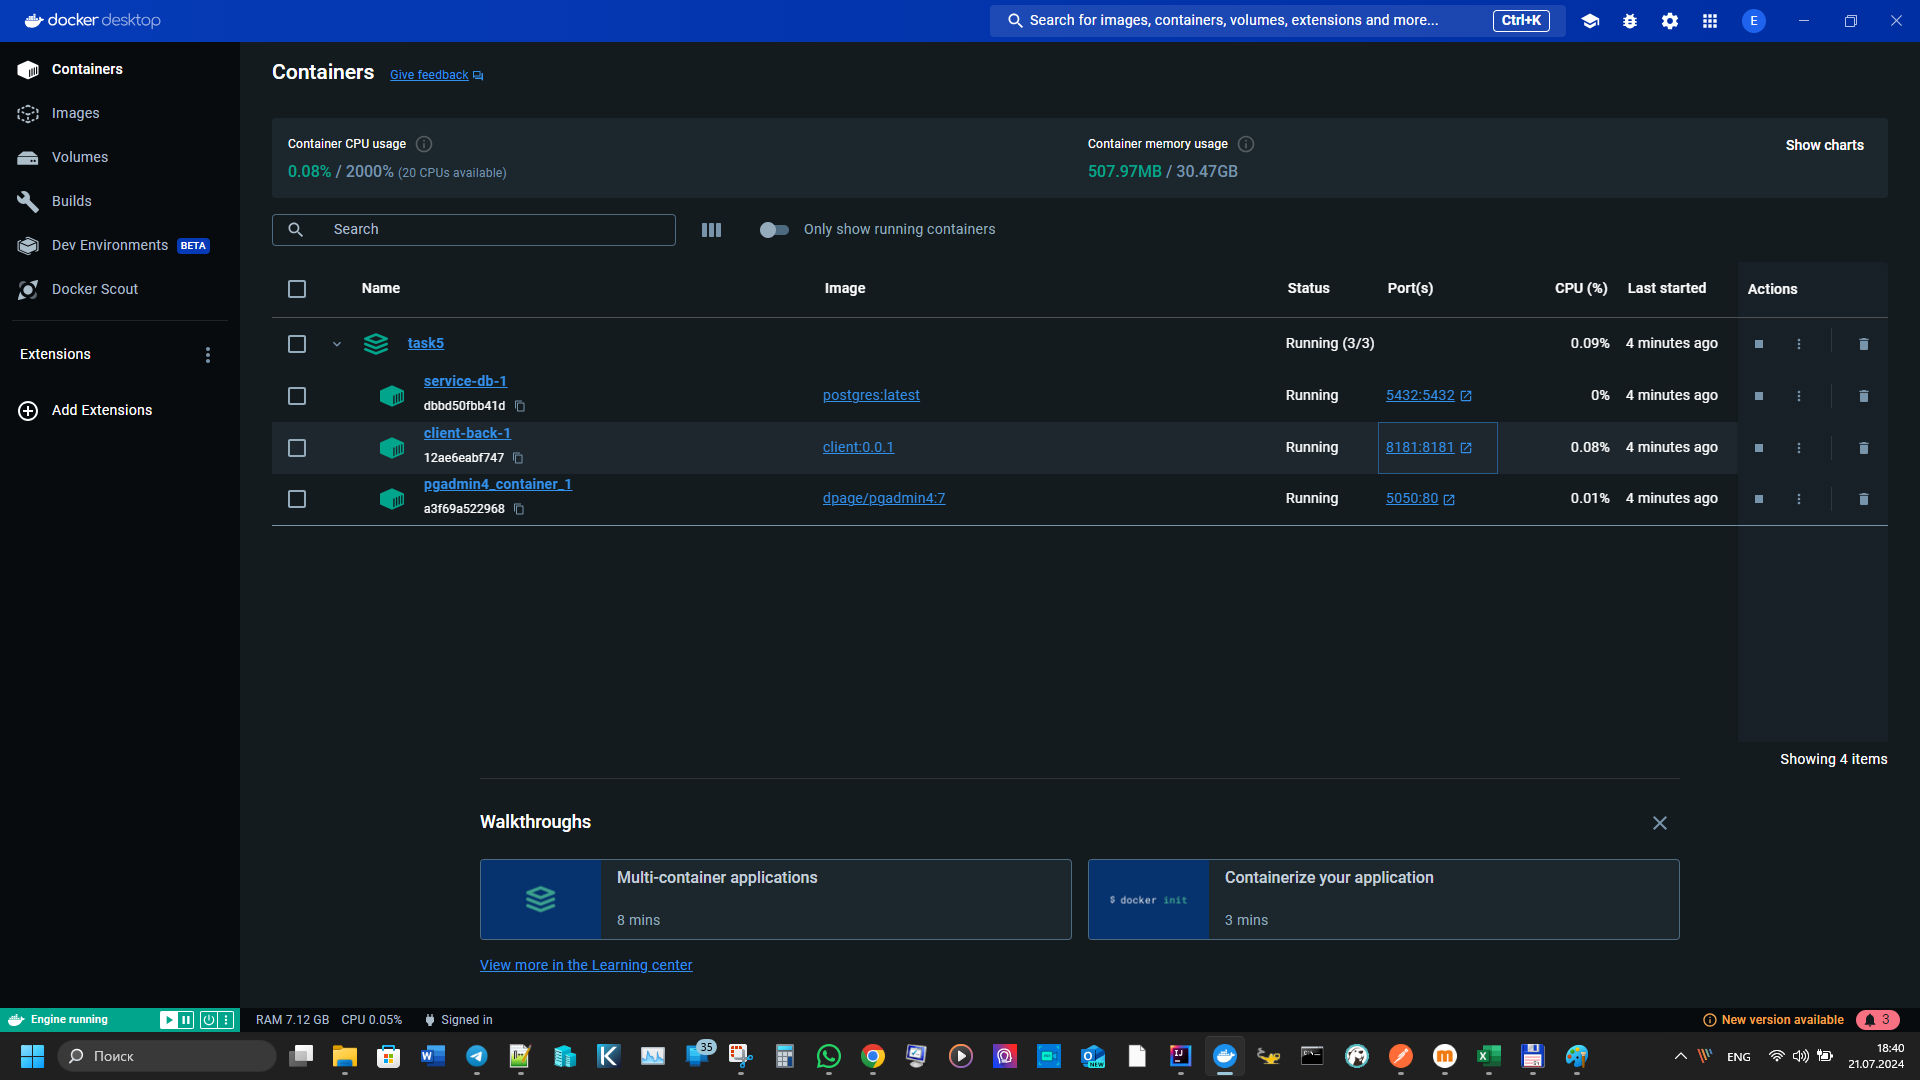 docker desktop
Search for images, containers, volumes, extensions and more...
Ctrl+K
E
Containers
Images
Volumes
Builds
Dev Environments BETA
Docker Scout
Extensions
Add Extensions
Containers
Give feedback
Container CPU usage
0.08% / 2000% (20 CPUs available)
Container memory usage
507.97MB / 30.47GB
Show charts
Search
Only show running containers
Name Image Status Port(s) CPU (%) Last started Actions
task5 Running (3/3) 0.09% 4 minutes ago
service-db-1
dbbd50fbb41d
postgres:latest Running 5432:5432 0% 4 minutes ago
client-back-1
12ae6eabf747
client:0.0.1 Running 8181:8181 0.08% 4 minutes ago
pgadmin4_container_1
a3f69a522968
dpage/pgadmin4:7 Running 5050:80 0.01% 4 minutes ago
Showing 4 items
Walkthroughs
Multi-container applications
8 mins
$ docker init
Containerize your application
3 mins
View more in the Learning center
Engine running
RAM 7.12 GB CPU 0.05% Signed in
New version available
3
Поиск
35
ENG
18:40
21.07.2024